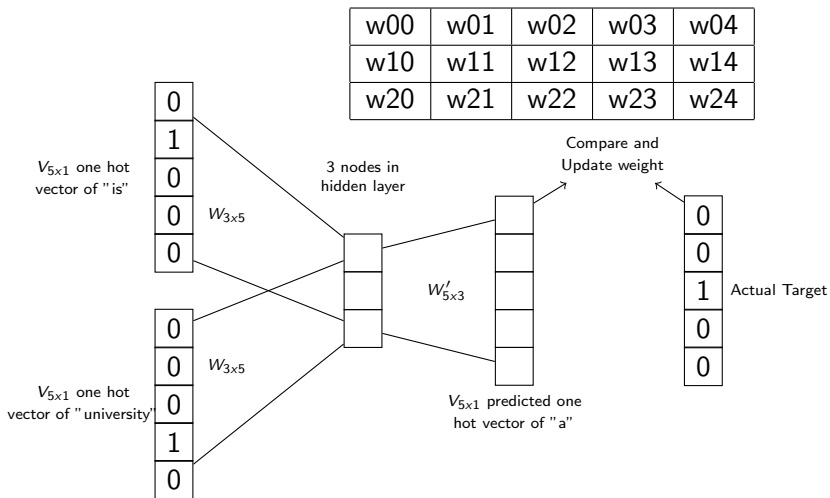 w00 w01 w02 w03 w04
w10 w11 w12 w13 w14
w20 w21 w22 w23 w24
0
1
0
0
0
V5x1 one hot
vector of "is"
W3x5
0
0
0
1
0
V5x1 one hot
vector of "university"
W3x5
3 nodes in
hidden layer
W′5x3
V5x1 predicted one
hot vector of "a"
Compare and
Update weight
0
0
1
0
0
Actual Target